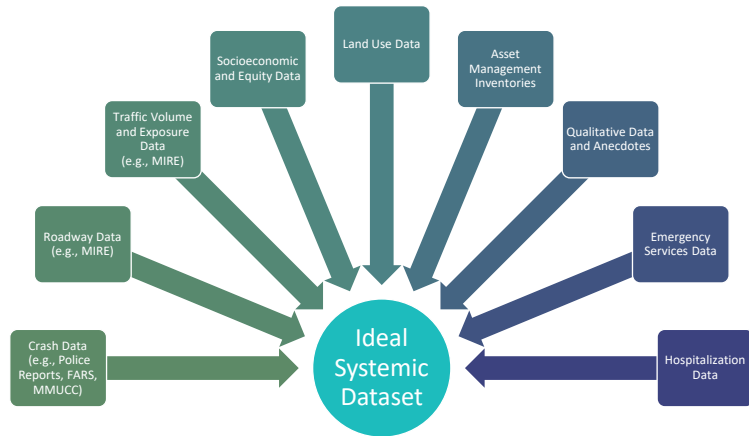 Crash Data
(e.g., Police
Reports, FARS,
MMUCC)
Roadway Data
(e.g., MIRE)
Traffic Volume
and Exposure
Data
(e.g., MIRE)
Socioeconomic
and Equity Data
Land Use Data
Asset
Management
Inventories
Qualitative Data
and Anecdotes
Emergency
Services Data
Hospitalization
Data
Ideal
Systemic
Dataset